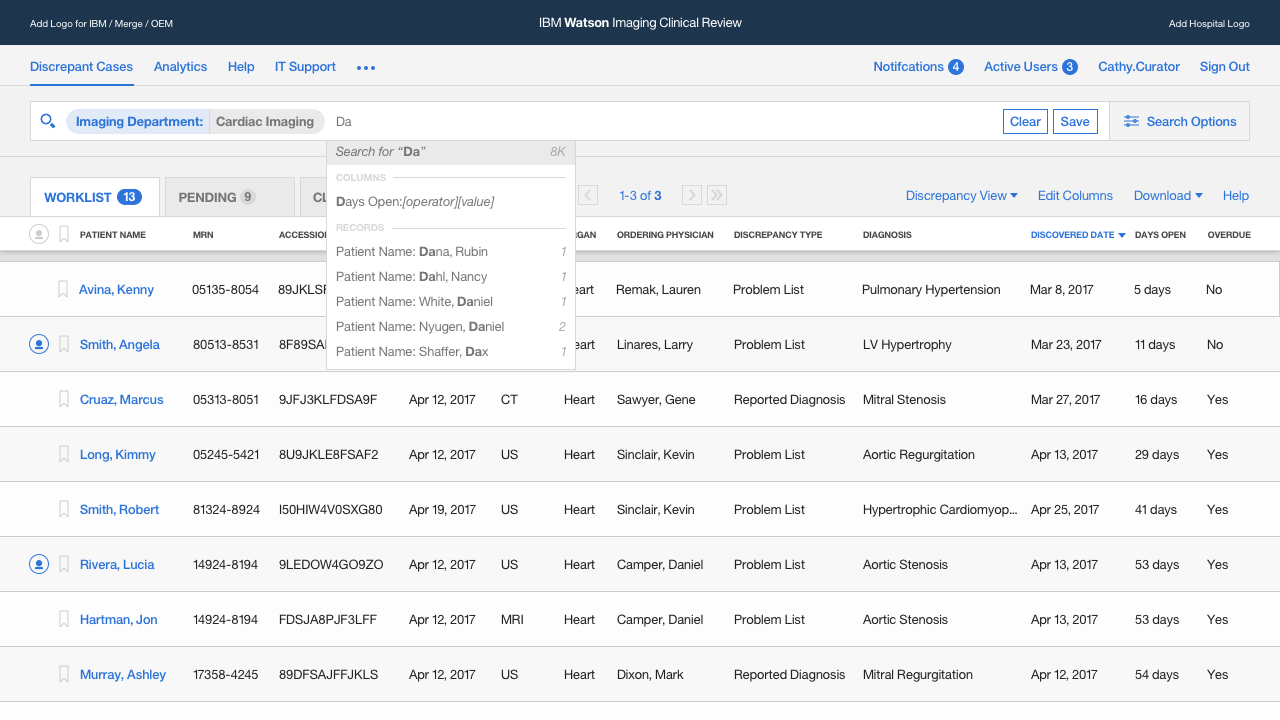 Add Logo for IBM / Merge / OEM
IBM Watson Imaging Clinical Review
Add Hospital Logo
Discrepant Cases Analytics Help IT Support
Notifcations 4 Active Users 3 Cathy.Curator Sign Out
Imaging Department: Cardiac Imaging Da
Clear Save Search Options
Search for “Da” 8K
COLUMNS
Days Open:[operator][value]
RECORDS
Patient Name: Dana, Rubin 1
Patient Name: Dahl, Nancy 1
Patient Name: White, Daniel 1
Patient Name: Nyugen, Daniel 2
Patient Name: Shaffer, Dax 1
WORKLIST 13 PENDING 9 1-3 of 3 Discrepancy View Edit Columns Download Help
PATIENT NAME MRN ORDERING PHYSICIAN DISCREPANCY TYPE DIAGNOSIS DISCOVERED DATE DAYS OPEN OVERDUE
Avina, Kenny 05135-8054 Remak, Lauren Problem List Pulmonary Hypertension Mar 8, 2017 5 days No
Smith, Angela 80513-8531 Linares, Larry Problem List LV Hypertrophy Mar 23, 2017 11 days No
Cruaz, Marcus 05313-8051 9JFJ3KLFDSA9F Apr 12, 2017 CT Heart Sawyer, Gene Reported Diagnosis Mitral Stenosis Mar 27, 2017 16 days Yes
Long, Kimmy 05245-5421 8U9JKLE8FSAF2 Apr 12, 2017 US Heart Sinclair, Kevin Problem List Aortic Regurgitation Apr 13, 2017 29 days Yes
Smith, Robert 81324-8924 I50HIW4V0SXG80 Apr 19, 2017 US Heart Sinclair, Kevin Problem List Hypertrophic Cardiomyop... Apr 25, 2017 41 days Yes
Rivera, Lucia 14924-8194 9LEDOW4GO9ZO Apr 12, 2017 US Heart Camper, Daniel Problem List Aortic Stenosis Apr 13, 2017 53 days Yes
Hartman, Jon 14924-8194 FDSJA8PJF3LFF Apr 12, 2017 MRI Heart Camper, Daniel Problem List Aortic Stenosis Apr 13, 2017 53 days Yes
Murray, Ashley 17358-4245 89DFSAJFFJKLS Apr 12, 2017 US Heart Dixon, Mark Reported Diagnosis Mitral Regurgitation Apr 12, 2017 54 days Yes